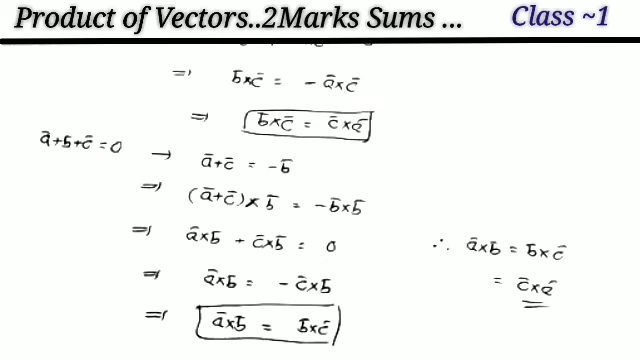 Product of Vectors..2Marks Sums ...
Class ~1
⇒ b̄×c̄ = - ā×c̄
⇒ b̄×c̄ = c̄×ā
ā+b̄+c̄=0 → ā+c̄ = -b̄
⇒ (ā+c̄)×b̄ = -b̄×b̄
⇒ ā×b̄ + c̄×b̄ = 0
⇒ ā×b̄ = - c̄×b̄
⇒ ā×b̄ = b̄×c̄
∴ ā×b̄ = b̄×c̄
= c̄×ā